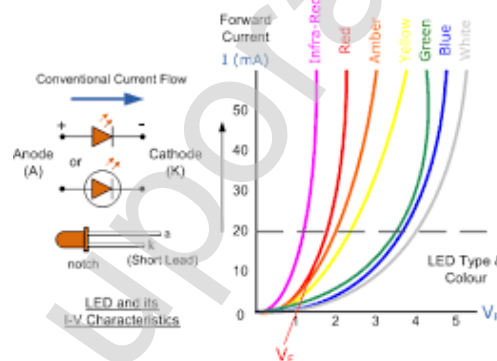 Forward
Current
I (mA)
Infra-Red
Red
Amber
Yellow
Green
Blue
White
Conventional Current Flow
+
-
Anode
(A)
or
Cathode
(K)
a
k
notch
(Short Lead)
LED and its
I-V Characteristics
50
40
30
20
10
0
1
2
3
4
5
LED Type &
Colour
VF
VF